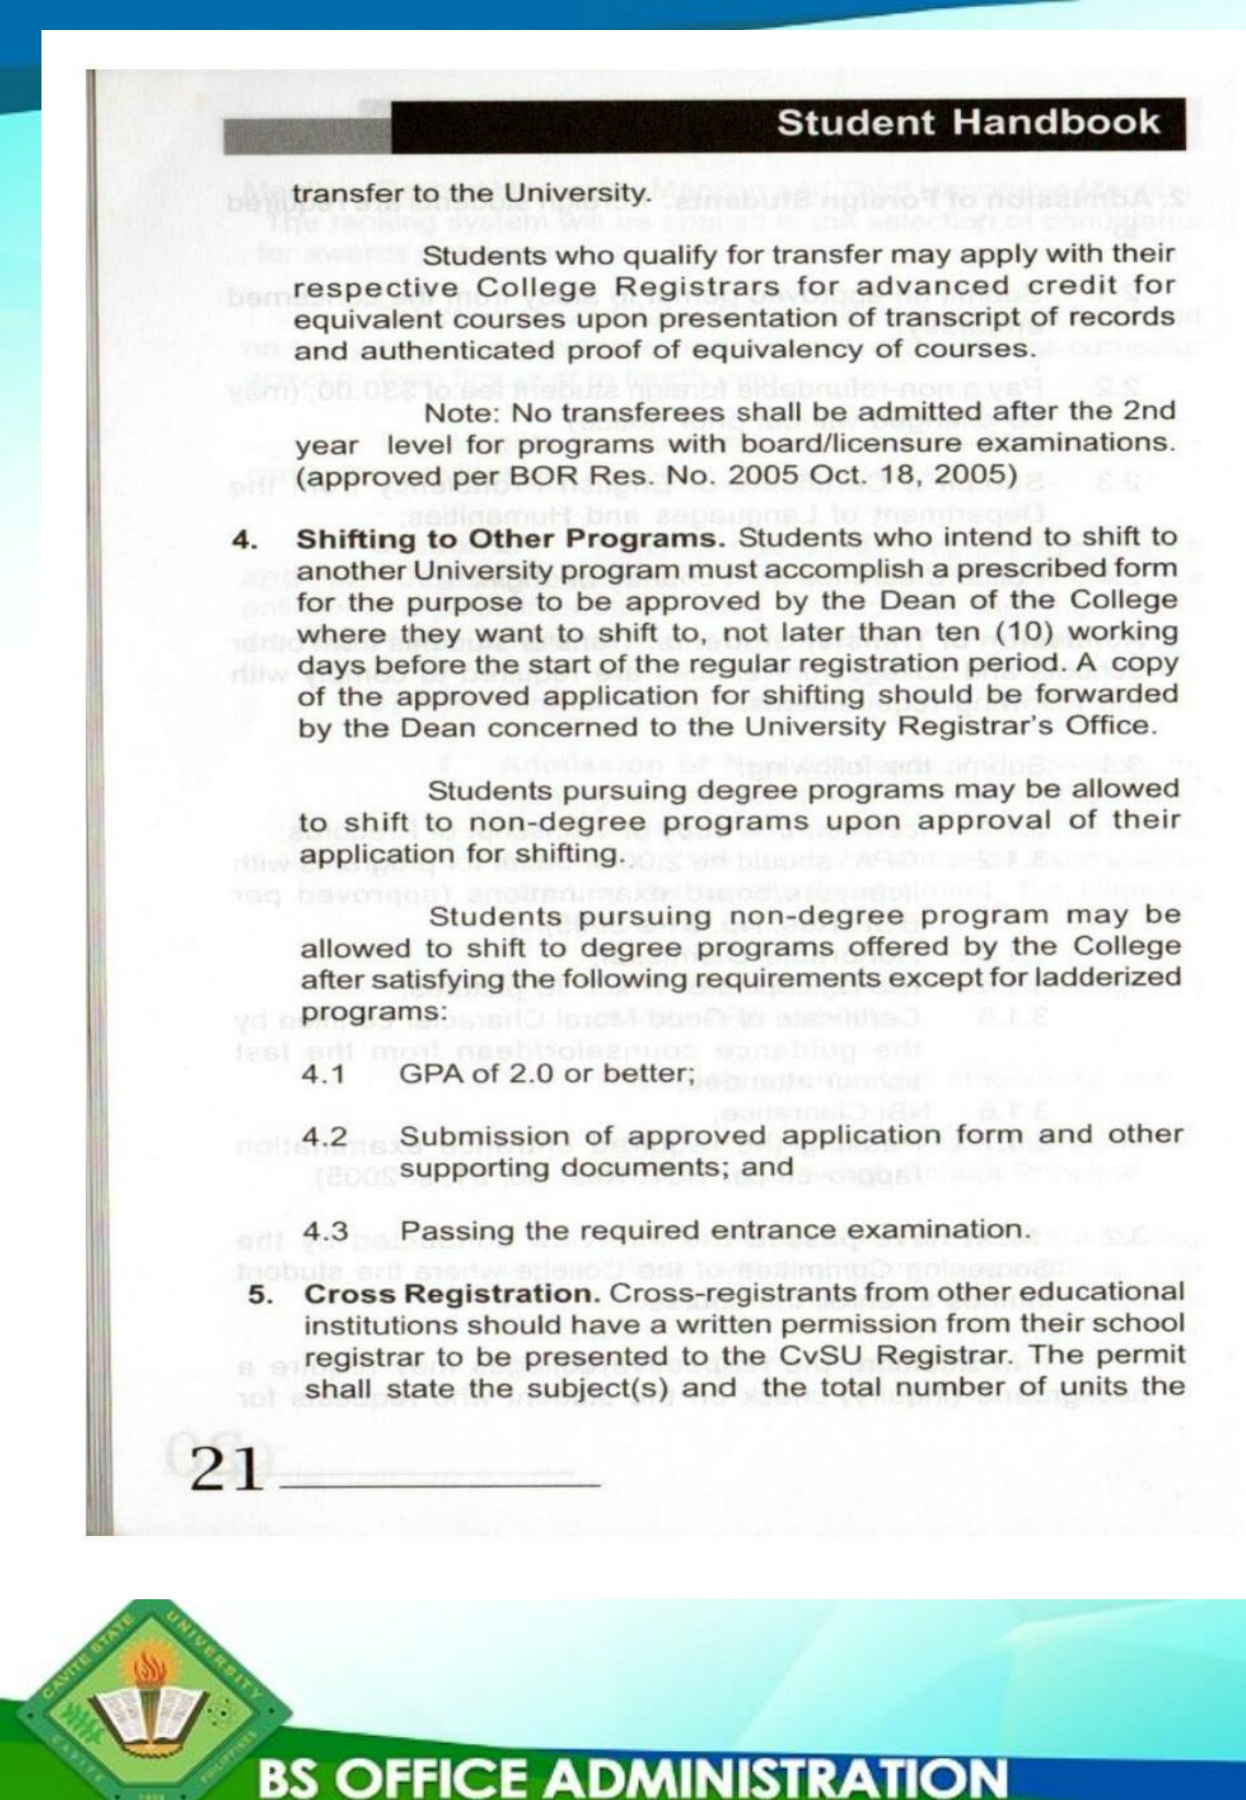 Student Handbook
transfer to the University.
Students who qualify for transfer may apply with their
respective College Registrars for advanced credit for
equivalent courses upon presentation of transcript of records
and authenticated proof of equivalency of courses.
Note: No transferees shall be admitted after the 2nd
year level for programs with board/licensure examinations.
(approved per BOR Res. No. 2005 Oct. 18, 2005)
4. Shifting to Other Programs. Students who intend to shift to
another University program must accomplish a prescribed form
for the purpose to be approved by the Dean of the College
where they want to shift to, not later than ten (10) working
days before the start of the regular registration period. A copy
of the approved application for shifting should be forwarded
by the Dean concerned to the University Registrar's Office.
Students pursuing degree programs may be allowed
to shift to non-degree programs upon approval of their
application for shifting.
Students pursuing non-degree program may be
allowed to shift to degree programs offered by the College
after satisfying the following requirements except for ladderized
programs:
4.1 GPA of 2.0 or better;
4.2 Submission of approved application form and other
supporting documents; and
4.3 Passing the required entrance examination.
5. Cross Registration. Cross-registrants from other educational
institutions should have a written permission from their school
registrar to be presented to the CvSU Registrar. The permit
shall state the subject(s) and the total number of units the
21
CAVITE STATE UNIVERSITY
CAVITE
PHILIPPINES
BS OFFICE ADMINISTRATION